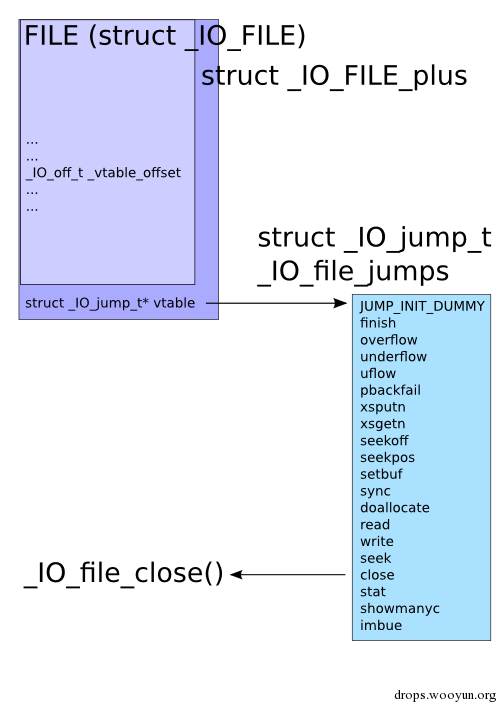 FILE (struct _IO_FILE)
struct _IO_FILE_plus
...
...
_IO_off_t _vtable_offset
...
...
struct _IO_jump_t
_IO_file_jumps
struct _IO_jump_t* vtable
JUMP_INIT_DUMMY
finish
overflow
underflow
uflow
pbackfail
xsputn
xsgetn
seekoff
seekpos
setbuf
sync
doallocate
read
write
seek
close
stat
showmanyc
imbue
_IO_file_close()
drops.wooyun.org